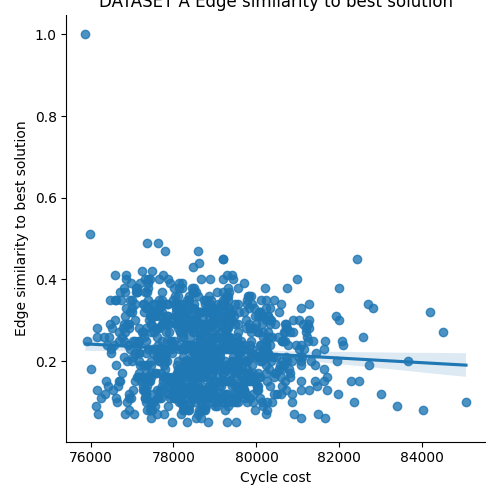 DATASET A Edge similarity to best solution
1.0
0.8
0.6
0.4
0.2
Edge similarity to best solution
76000 78000 80000 82000 84000
Cycle cost